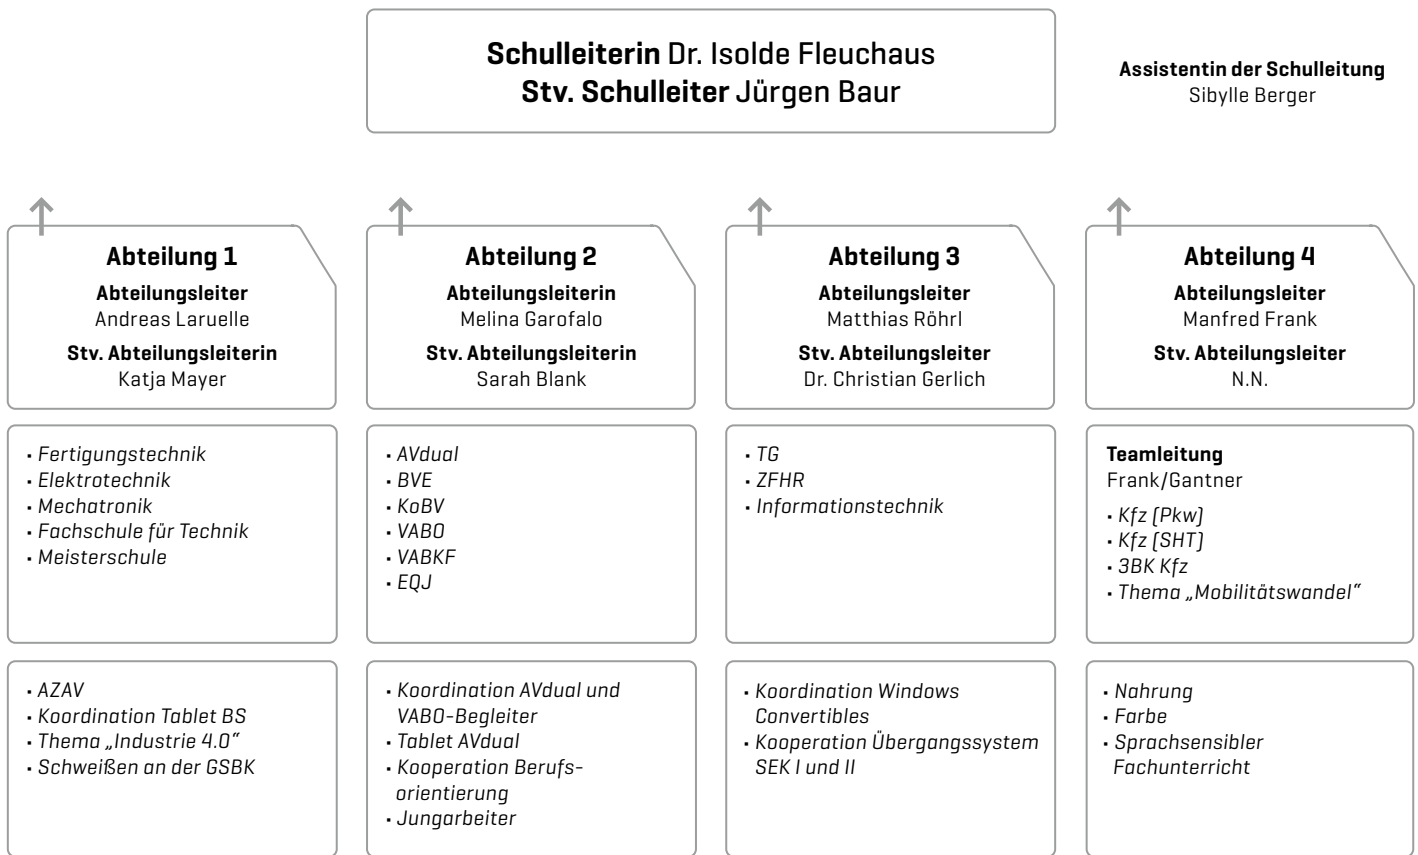 Schulleiterin Dr. Isolde Fleuchaus
Stv. Schulleiter Jürgen Baur
Assistentin der Schulleitung
Sibylle Berger
Abteilung 1
Abteilungsleiter
Andreas Laruelle
Stv. Abteilungsleiterin
Katja Mayer
• Fertigungstechnik
• Elektrotechnik
• Mechatronik
• Fachschule für Technik
• Meisterschule
• AZAV
• Koordination Tablet BS
• Thema „Industrie 4.0“
• Schweißen an der GSBK
Abteilung 2
Abteilungsleiterin
Melina Garofalo
Stv. Abteilungsleiterin
Sarah Blank
• AVdual
• BVE
• KoBV
• VABO
• VABKF
• EQJ
• Koordination AVdual und
VABO-Begleiter
• Tablet AVdual
• Kooperation Berufs-
orientierung
• Jungarbeiter
Abteilung 3
Abteilungsleiter
Matthias Röhrl
Stv. Abteilungsleiter
Dr. Christian Gerlich
• TG
• ZFHR
• Informationstechnik
• Koordination Windows
Convertibles
• Kooperation Übergangssystem
SEK I und II
Abteilung 4
Abteilungsleiter
Manfred Frank
Stv. Abteilungsleiter
N.N.
Teamleitung
Frank/Gantner
• Kfz (Pkw)
• Kfz (SHT)
• 3BK Kfz
• Thema „Mobilitätswandel“
• Nahrung
• Farbe
• Sprachsensibler
Fachunterricht